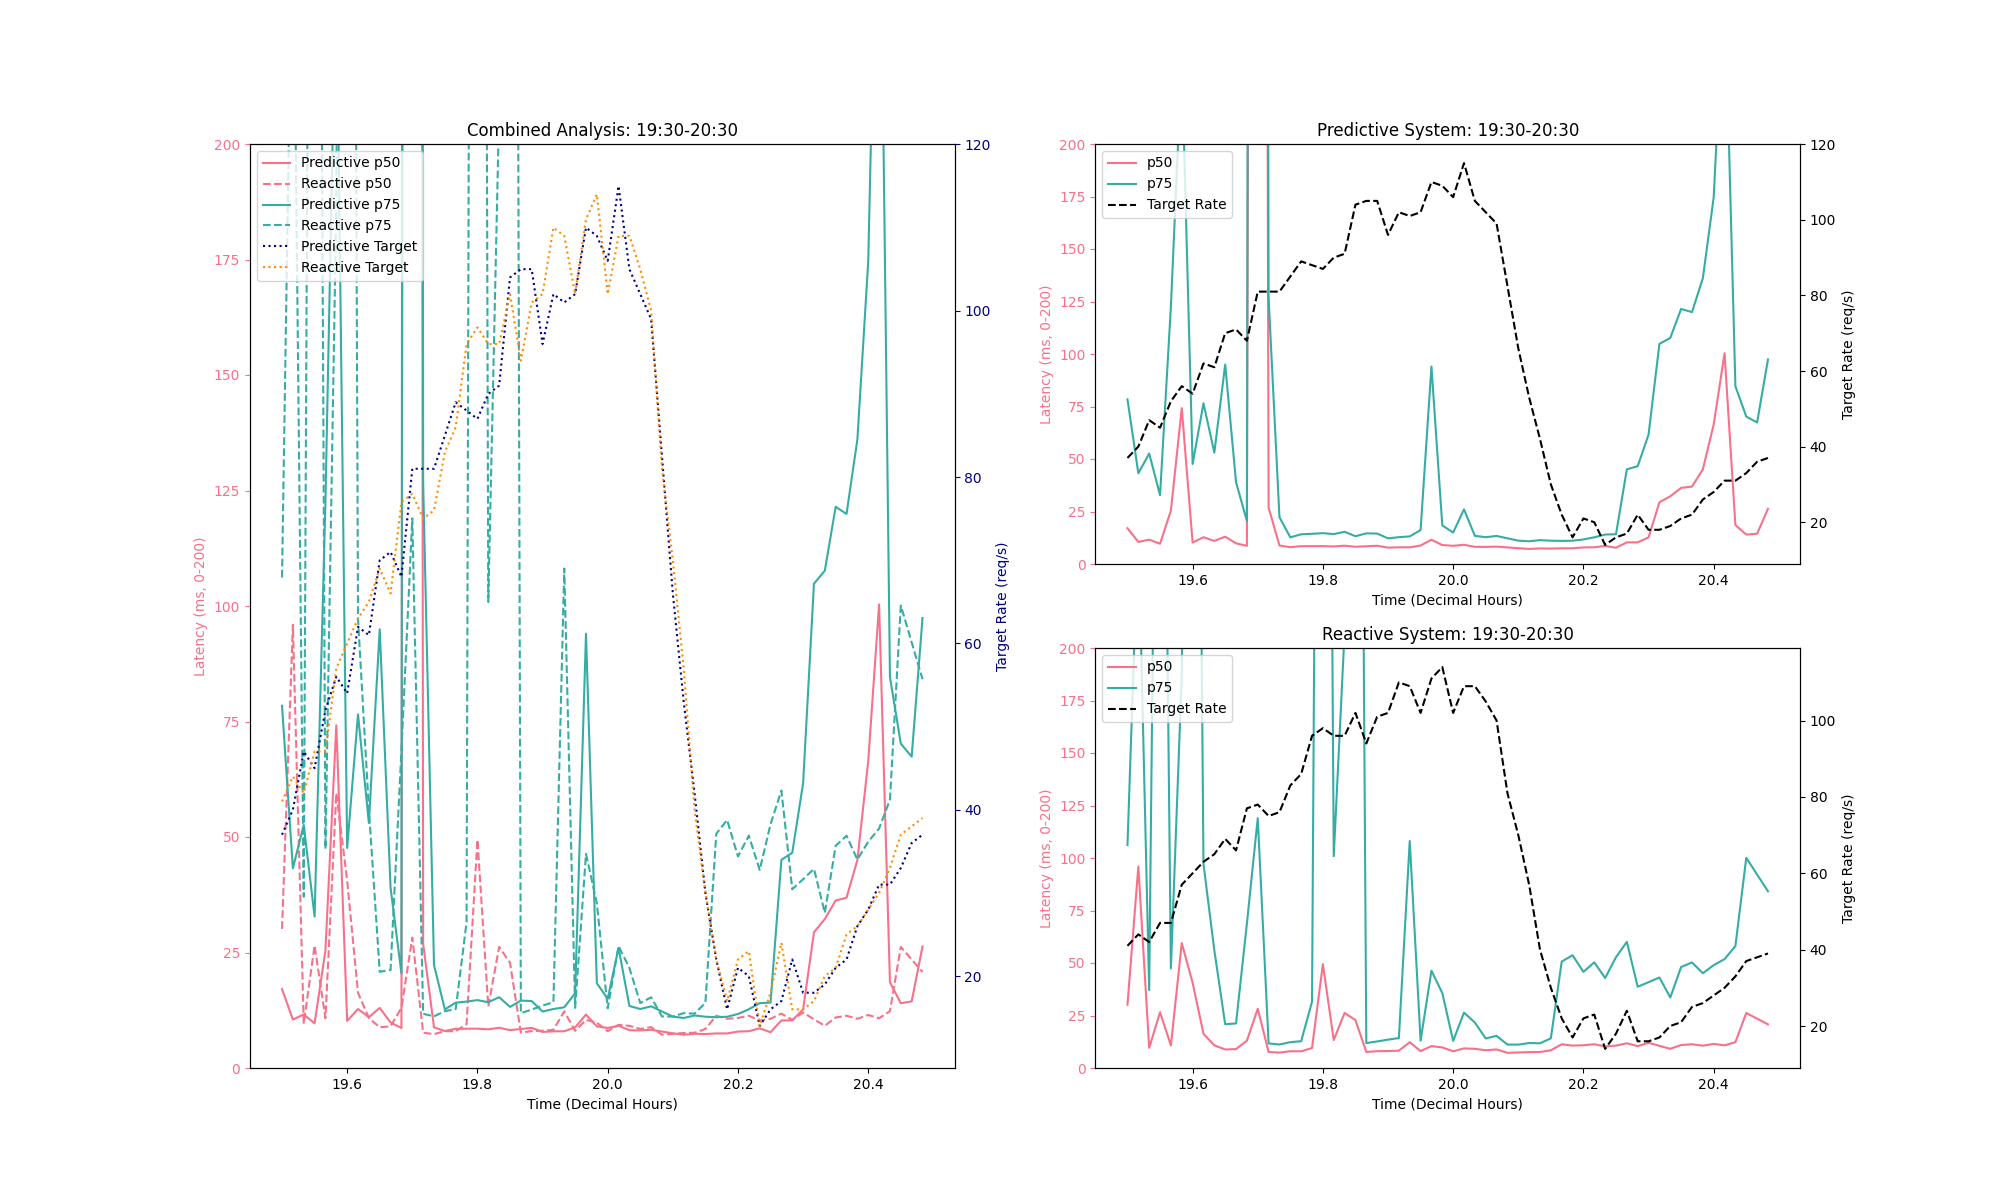 Combined Analysis: 19:30-20:30
200
175
150
125
100
75
50
25
0
Latency (ms, 0-200)
Predictive p50
Reactive p50
Predictive p75
Reactive p75
Predictive Target
Reactive Target
120
100
80
60
40
20
Target Rate (req/s)
19.6 19.8 20.0 20.2 20.4
Time (Decimal Hours)
Predictive System: 19:30-20:30
200
175
150
125
100
75
50
25
0
Latency (ms, 0-200)
p50
p75
Target Rate
120
100
80
60
40
20
Target Rate (req/s)
19.6 19.8 20.0 20.2 20.4
Time (Decimal Hours)
Reactive System: 19:30-20:30
200
175
150
125
100
75
50
25
0
Latency (ms, 0-200)
p50
p75
Target Rate
100
80
60
40
20
Target Rate (req/s)
19.6 19.8 20.0 20.2 20.4
Time (Decimal Hours)